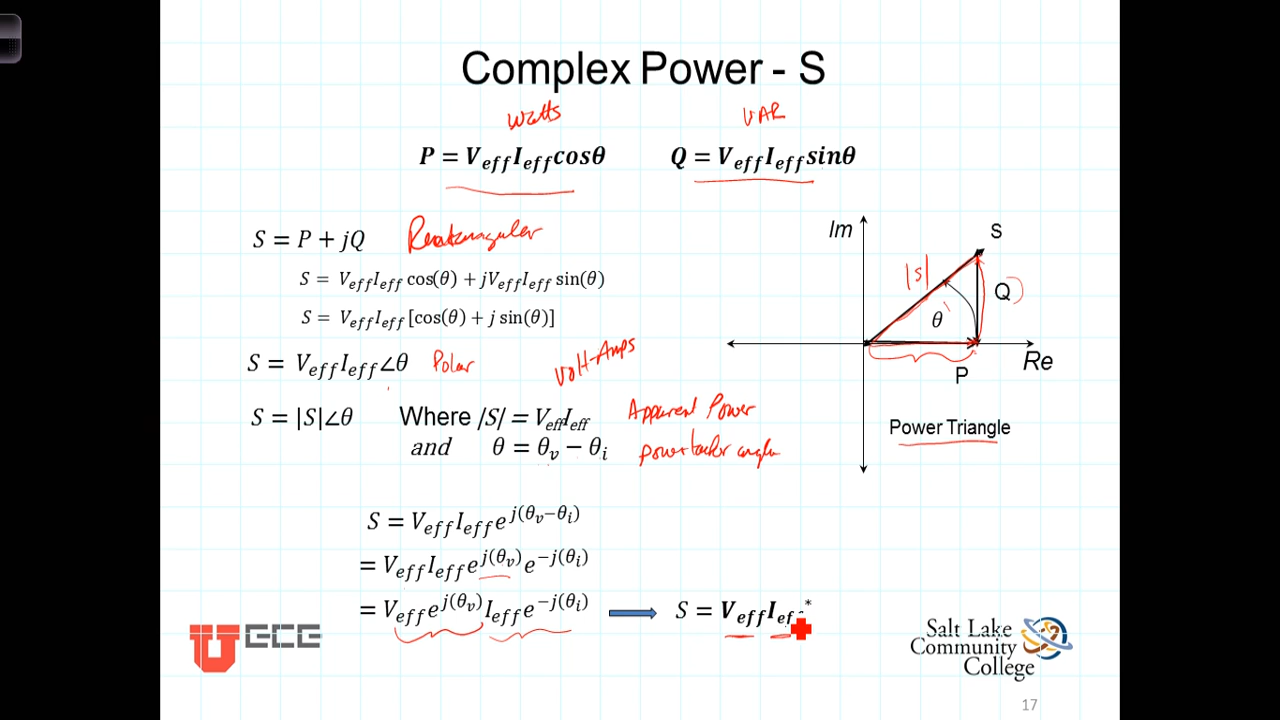 Complex Power - S
Watts
VAR
P = V_eff I_eff cosθ
Q = V_eff I_eff sinθ
S = P + jQ
Rectangular
S = V_eff I_eff cos(θ) + jV_eff I_eff sin(θ)
S = V_eff I_eff [cos(θ) + j sin(θ)]
S = V_eff I_eff ∠θ
Polar
Volt-Amps
S = |S|∠θ
Where |S| = V_eff I_eff
Apparent Power
and θ = θ_v − θ_i
power factor angle
Im
S
|S|
Q
θ
Re
P
Power Triangle
S = V_eff I_eff e^j(θ_v−θ_i)
= V_eff I_eff e^j(θ_v) e^−j(θ_i)
= V_eff e^j(θ_v) I_eff e^−j(θ_i)
S = V_eff I_ef *
U ECE
Salt Lake
Community
College
17